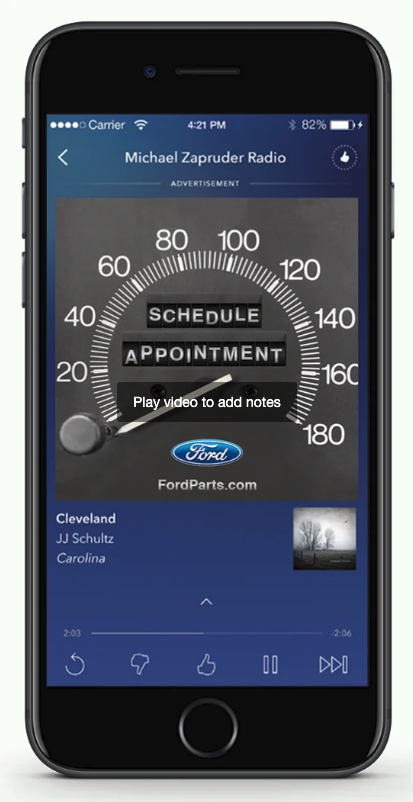 Carrier 4:21 PM 82%
Michael Zapruder Radio
ADVERTISEMENT
80 100
60 120
40 SCHEDULE 140
APPOINTMENT
20 160
Play video to add notes
180
Ford
FordParts.com
Cleveland
JJ Schultz
Carolina
2:03 -2:06